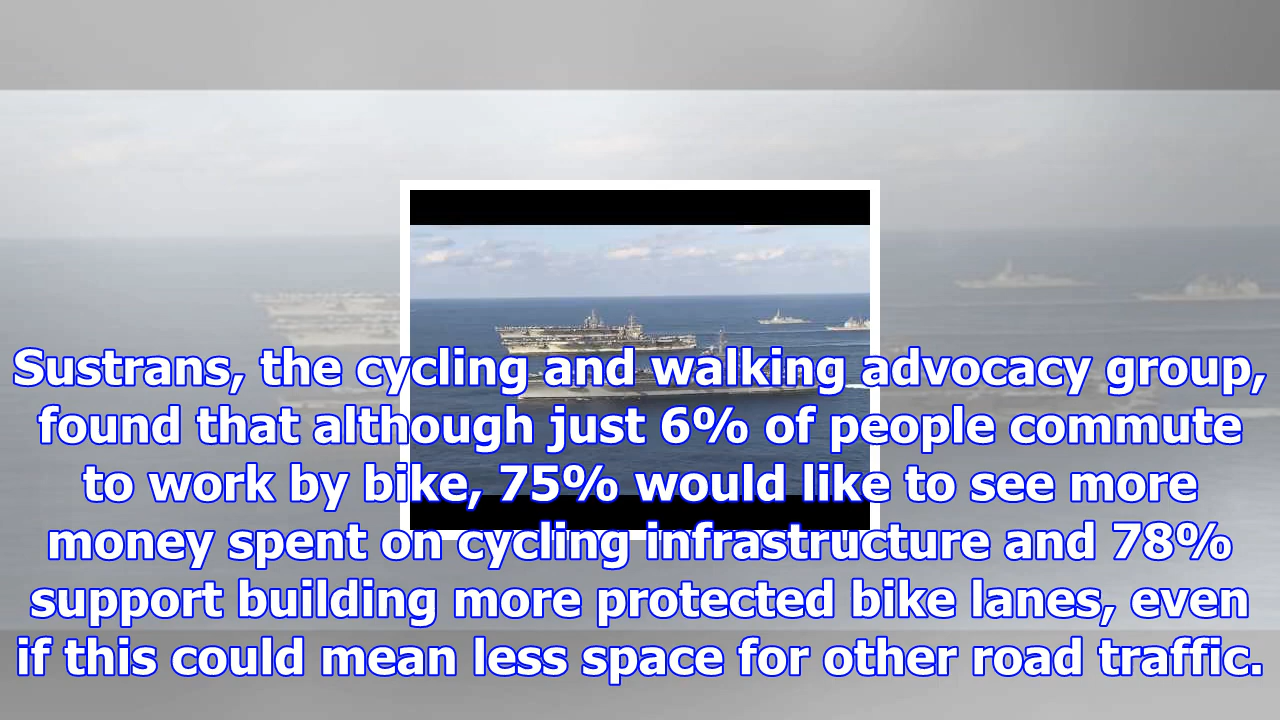 Sustrans, the cycling and walking advocacy group,
found that although just 6% of people commute
to work by bike, 75% would like to see more
money spent on cycling infrastructure and 78%
support building more protected bike lanes, even
if this could mean less space for other road traffic.